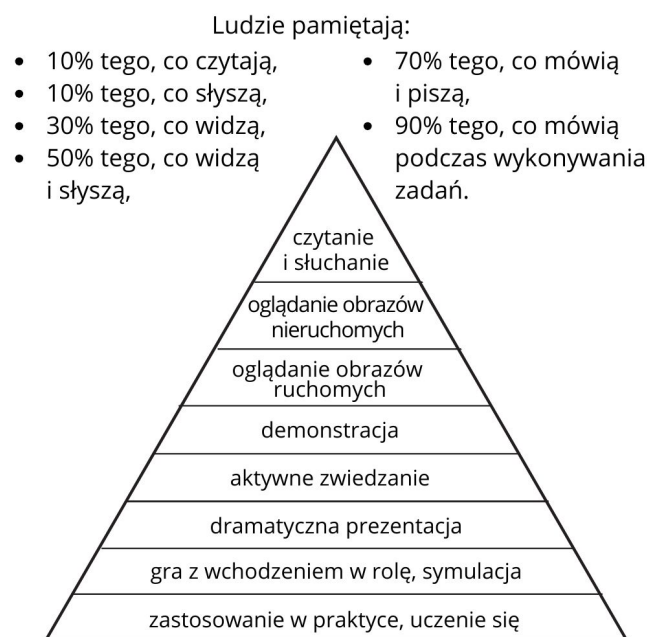 Ludzie pamiętają:
• 10% tego, co czytają,
• 10% tego, co słyszą,
• 30% tego, co widzą,
• 50% tego, co widzą
i słyszą,
• 70% tego, co mówią
i piszą,
• 90% tego, co mówią
podczas wykonywania
zadań.
czytanie
i słuchanie
oglądanie obrazów
nieruchomych
oglądanie obrazów
ruchomych
demonstracja
aktywne zwiedzanie
dramatyczna prezentacja
gra z wchodzeniem w rolę, symulacja
zastosowanie w praktyce, uczenie się